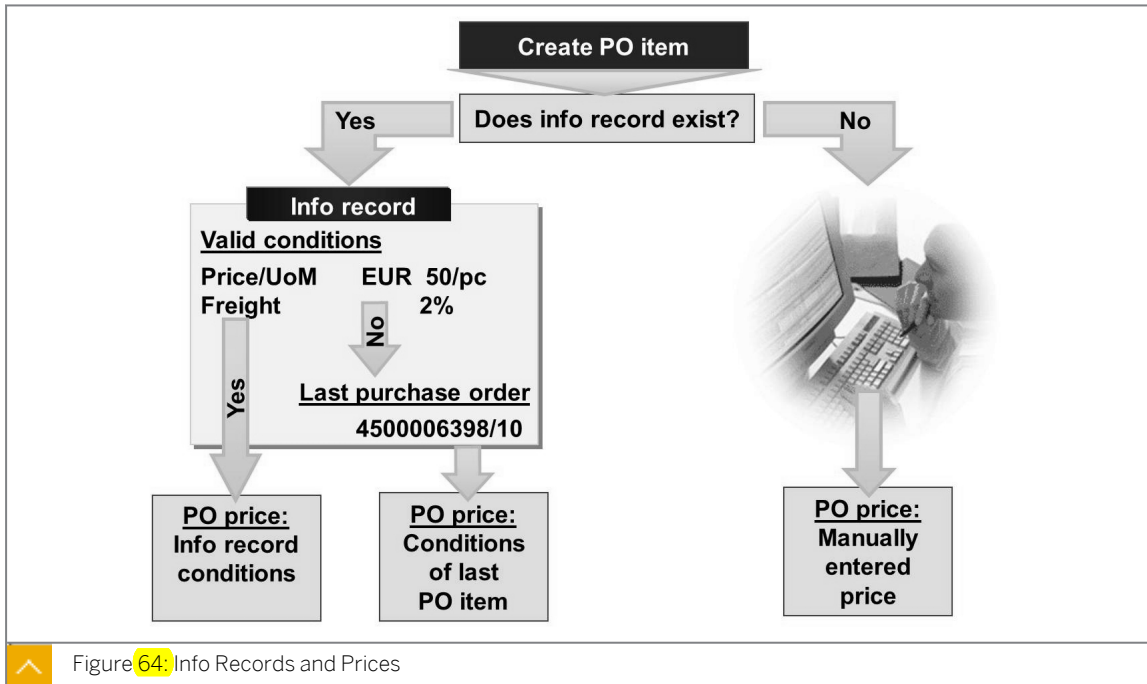 Create PO item
Does info record exist?
Yes
No
Info record
Valid conditions
Price/UoM EUR 50/pc
Freight 2%
No
Yes
Last purchase order
4500006398/10
PO price:
Info record
conditions
PO price:
Conditions
of last
PO item
PO price:
Manually
entered
price
Figure 64: Info Records and Prices